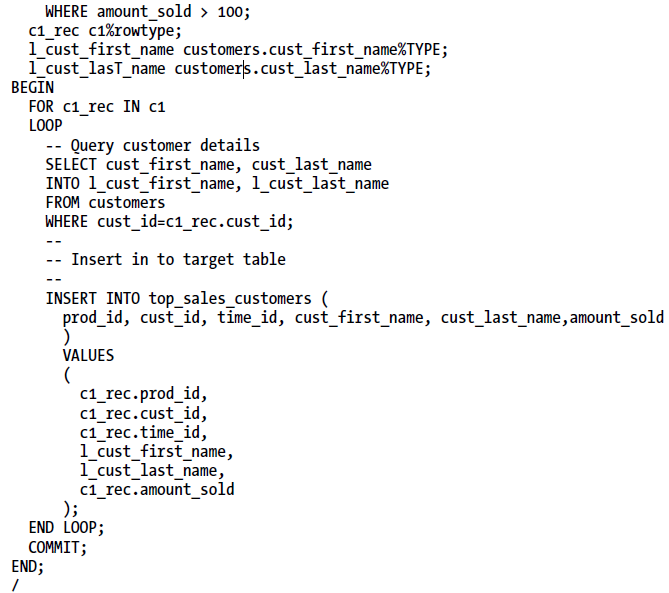 WHERE amount_sold > 100;
  c1_rec c1%rowtype;
  l_cust_first_name customers.cust_first_name%TYPE;
  l_cust_lasT_name customers.cust_last_name%TYPE;
BEGIN
  FOR c1_rec IN c1
  LOOP
    -- Query customer details
    SELECT cust_first_name, cust_last_name
    INTO l_cust_first_name, l_cust_last_name
    FROM customers
    WHERE cust_id=c1_rec.cust_id;
    --
    -- Insert in to target table
    --
    INSERT INTO top_sales_customers (
      prod_id, cust_id, time_id, cust_first_name, cust_last_name,amount_sold
      )
      VALUES
      (
        c1_rec.prod_id,
        c1_rec.cust_id,
        c1_rec.time_id,
        l_cust_first_name,
        l_cust_last_name,
        c1_rec.amount_sold
      );
  END LOOP;
  COMMIT;
END;
/